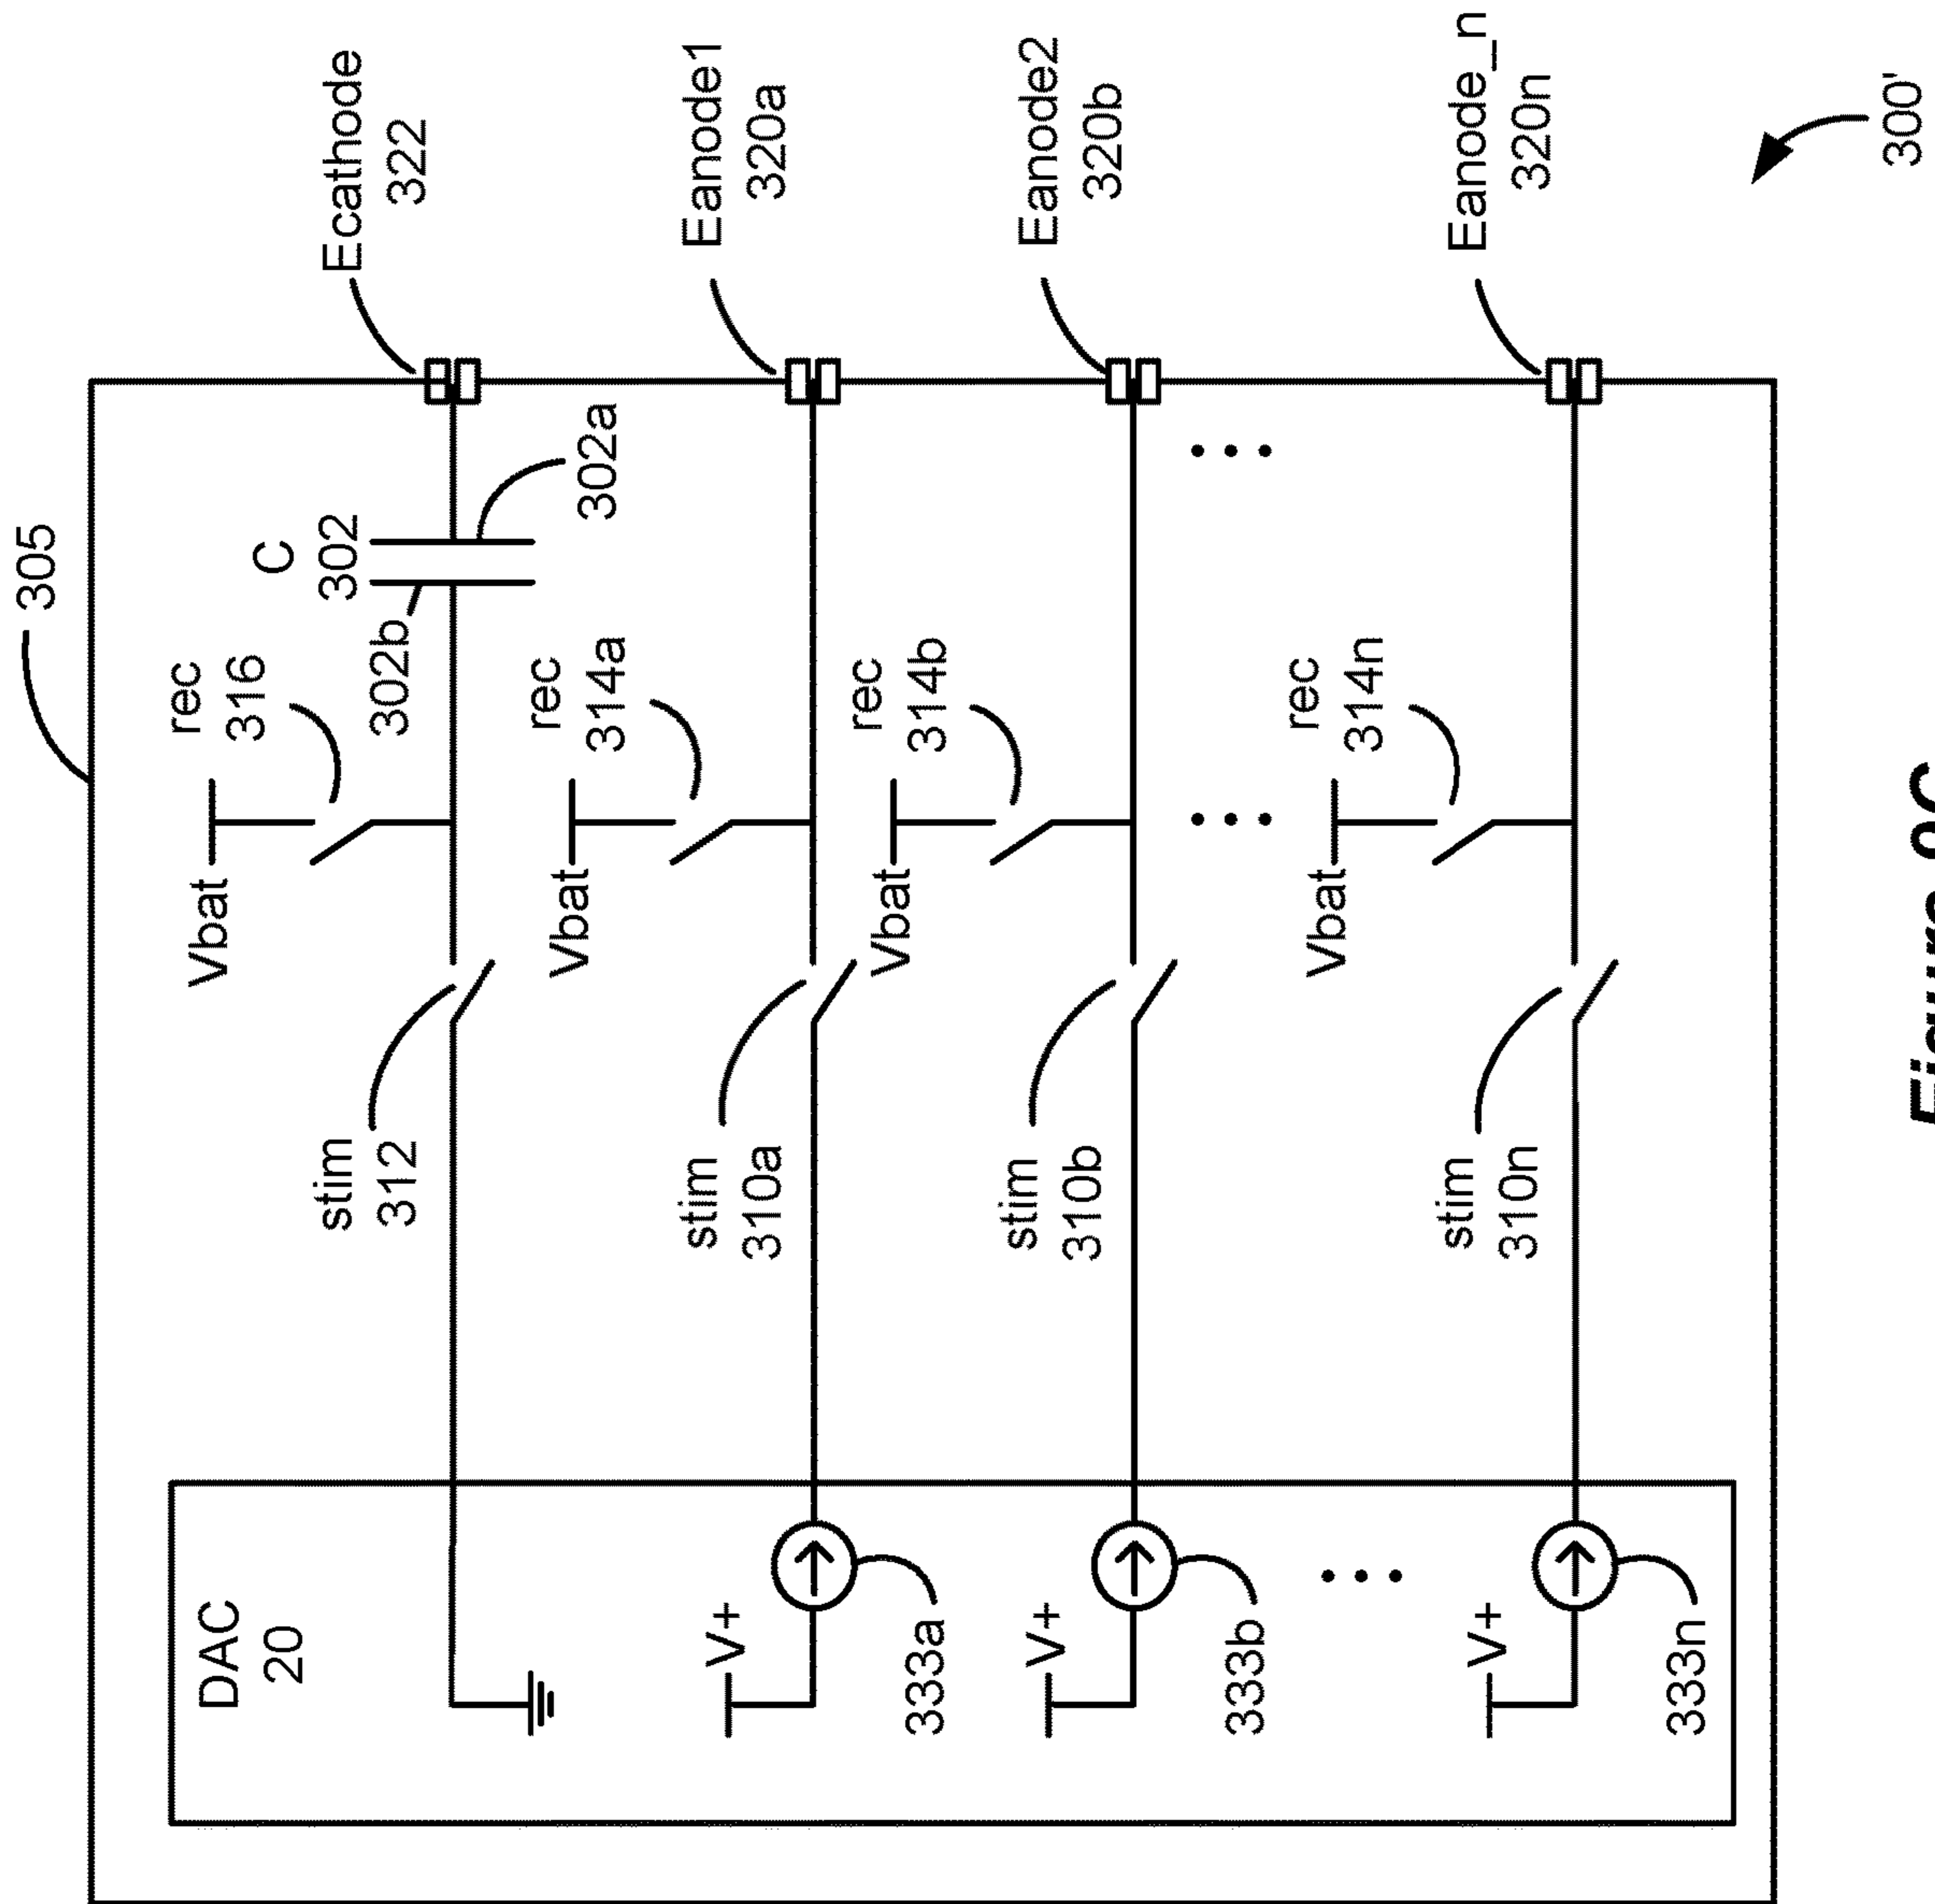 305
DAC
20
Vbat
rec
316
C
302
302b
302a
Ecathode
322
stim
312
Vbat
rec
314a
V+
stim
310a
Eanode1
320a
333a
Vbat
rec
314b
V+
stim
310b
Eanode2
320b
333b
Vbat
rec
314n
V+
stim
310n
Eanode_n
320n
333n
300'
Figure